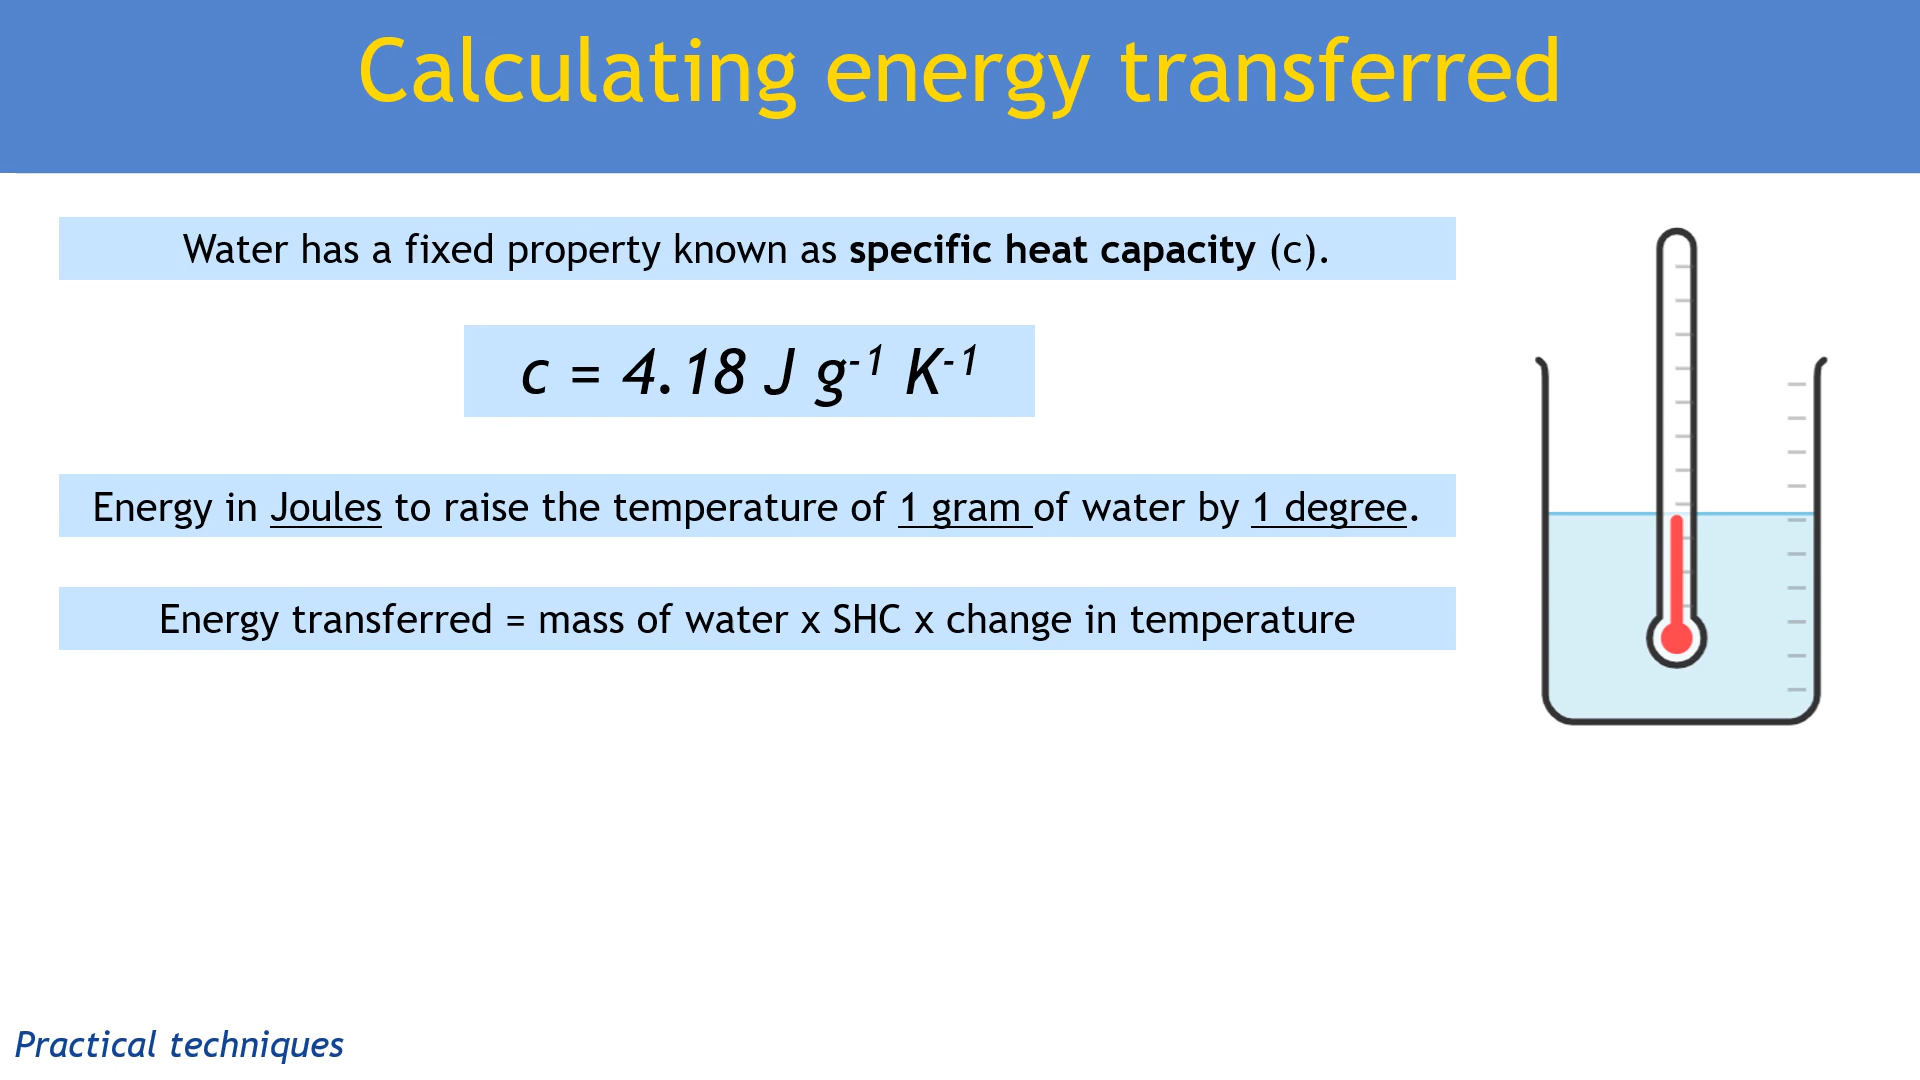 Calculating energy transferred
Water has a fixed property known as specific heat capacity (c).
c = 4.18 J g⁻¹ K⁻¹
Energy in Joules to raise the temperature of 1 gram of water by 1 degree.
Energy transferred = mass of water x SHC x change in temperature
Practical techniques